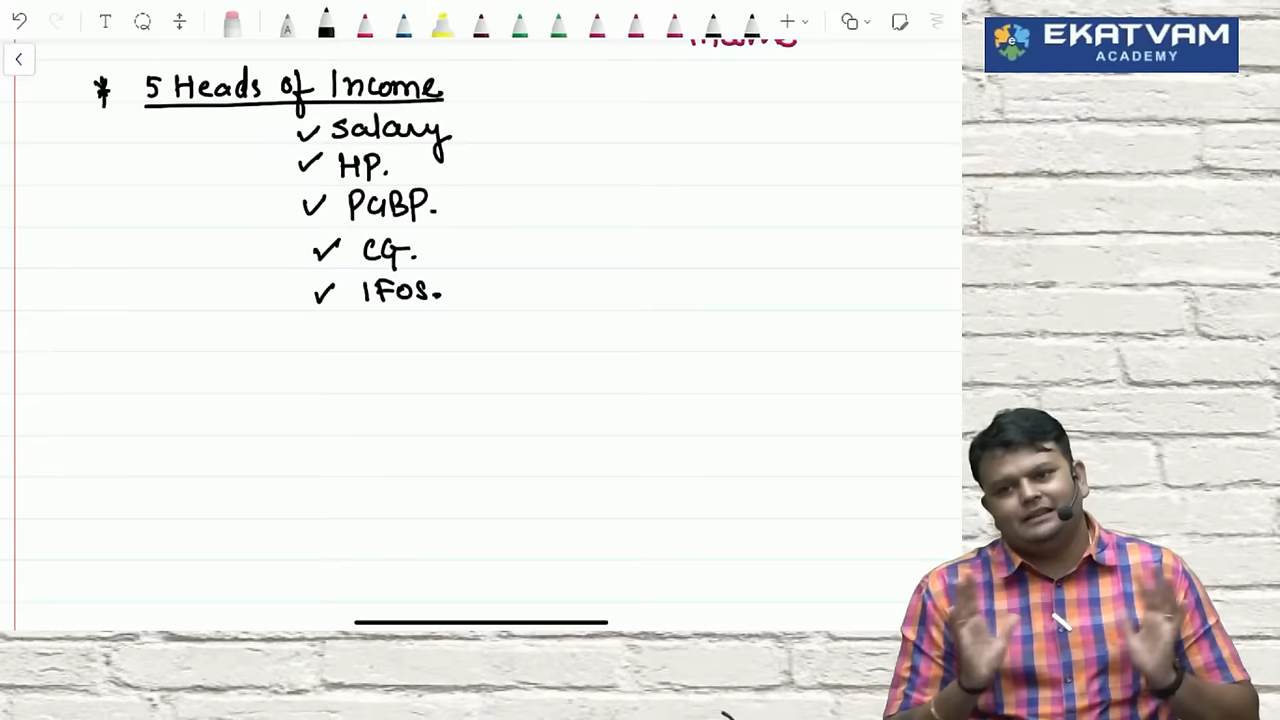 EKATVAM
ACADEMY
* 5 Heads of Income
✓ Salary
✓ HP.
✓ PGBP.
✓ CG.
✓ IFOS.